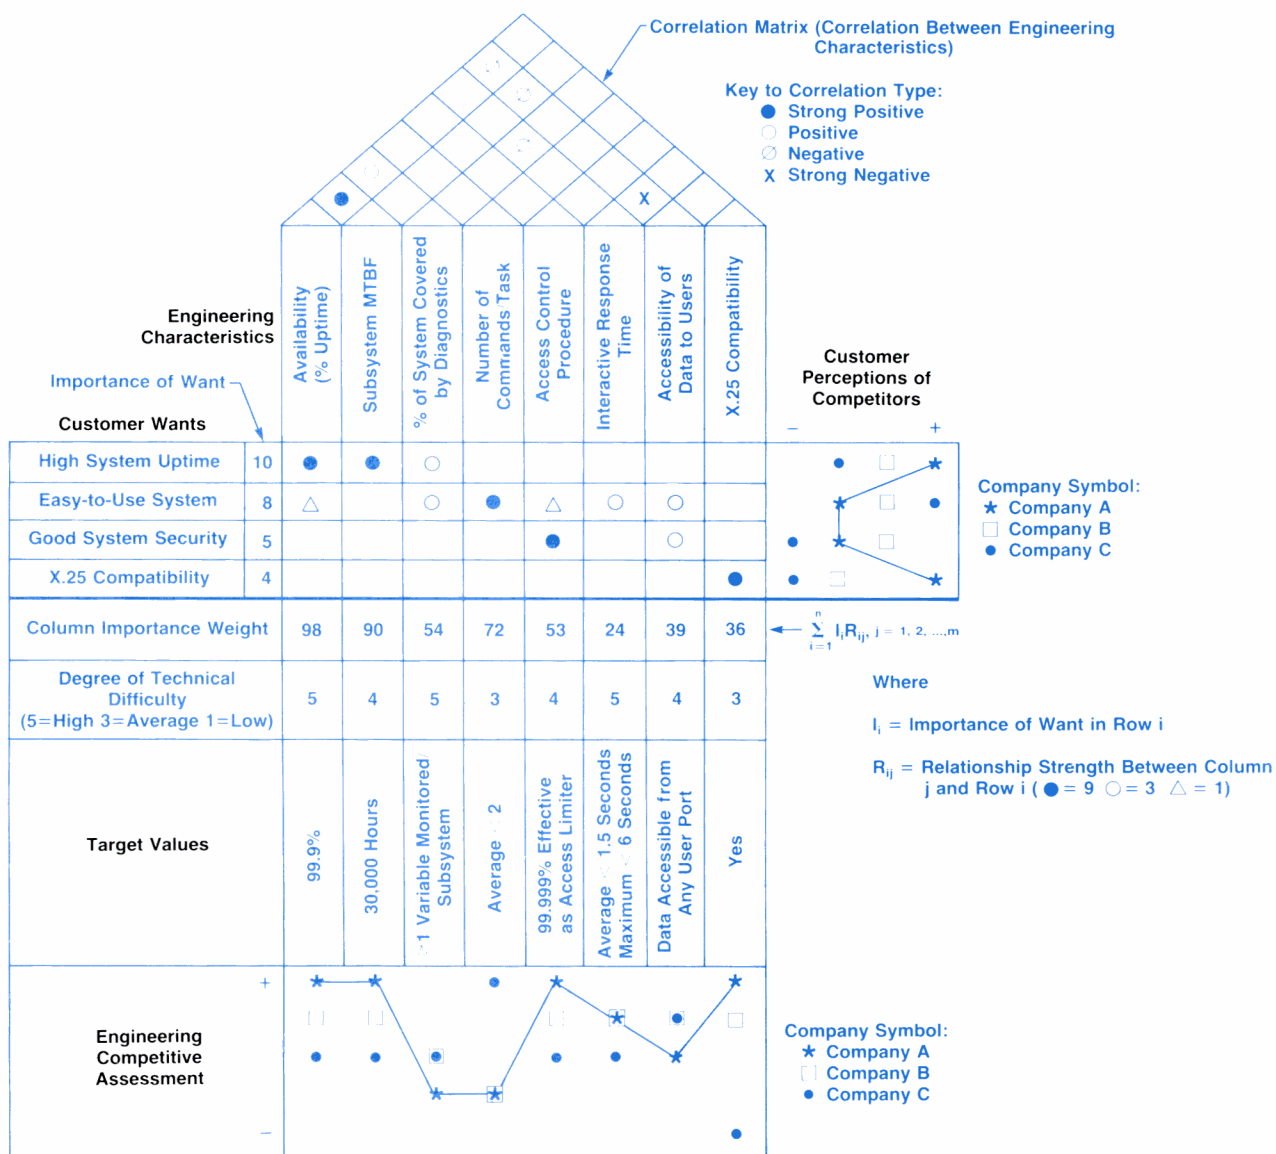 Correlation Matrix (Correlation Between Engineering
Characteristics)
Key to Correlation Type:
Strong Positive
Positive
Negative
X Strong Negative
X
Engineering
Characteristics
Importance of Want
Customer Wants
Availability
(% Uptime)
Subsystem MTBF
% of System Covered
by Diagnostics
Number of
Commands/Task
Access Control
Procedure
Interactive Response
Time
Accessibility of
Data to Users
X.25 Compatibility
Customer
Perceptions of
Competitors
− +
High System Uptime 10
Easy-to-Use System 8
Good System Security 5
X.25 Compatibility 4
Company Symbol:
★ Company A
□ Company B
● Company C
Column Importance Weight 98 90 54 72 53 24 39 36
n
Σ IiRij, j = 1, 2, ...,m
i=1
Degree of Technical
Difficulty
(5=High 3=Average 1=Low)
5 4 5 3 4 5 4 3
Where
Ii = Importance of Want in Row i
Rij = Relationship Strength Between Column
j and Row i (● = 9 ○ = 3 △ = 1)
Target Values
99.9%
30,000 Hours
1 Variable Monitored/
Subsystem
Average 2
99.999% Effective
as Access Limiter
Average < 1.5 Seconds
Maximum < 6 Seconds
Data Accessible from
Any User Port
Yes
+
Engineering
Competitive
Assessment
−
Company Symbol:
★ Company A
□ Company B
● Company C